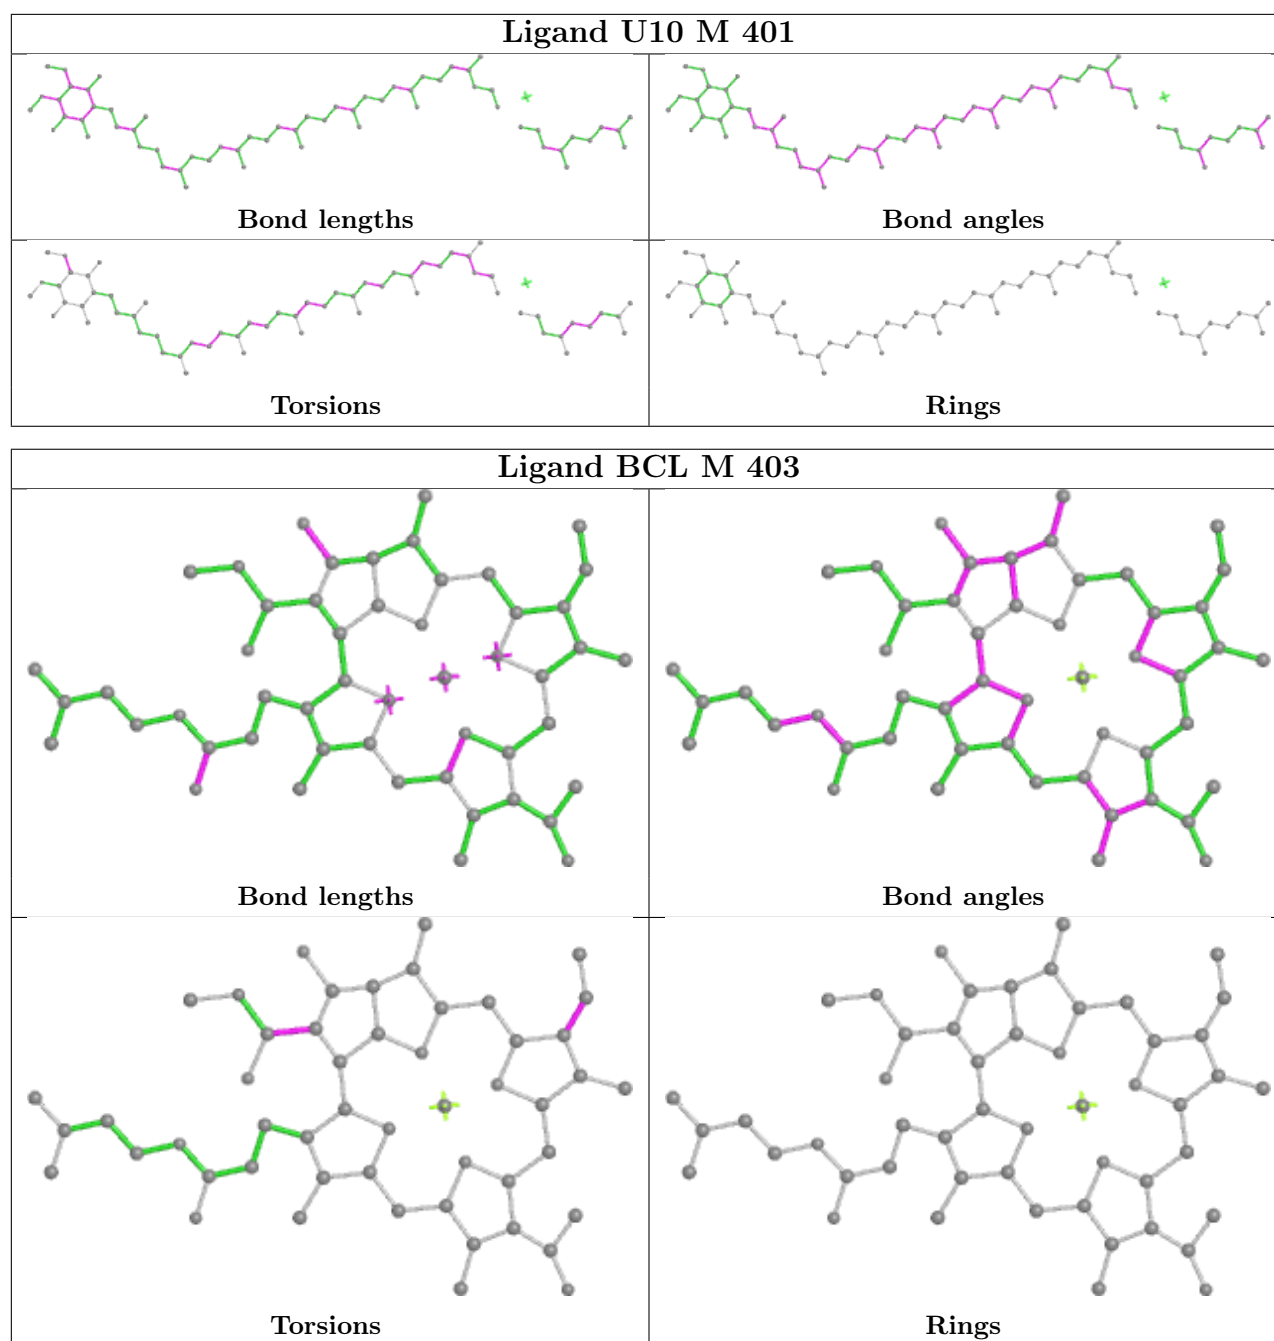 Ligand U10 M 401
Bond lengths
Bond angles
Torsions
Rings
Ligand BCL M 403
Bond lengths
Bond angles
Torsions
Rings